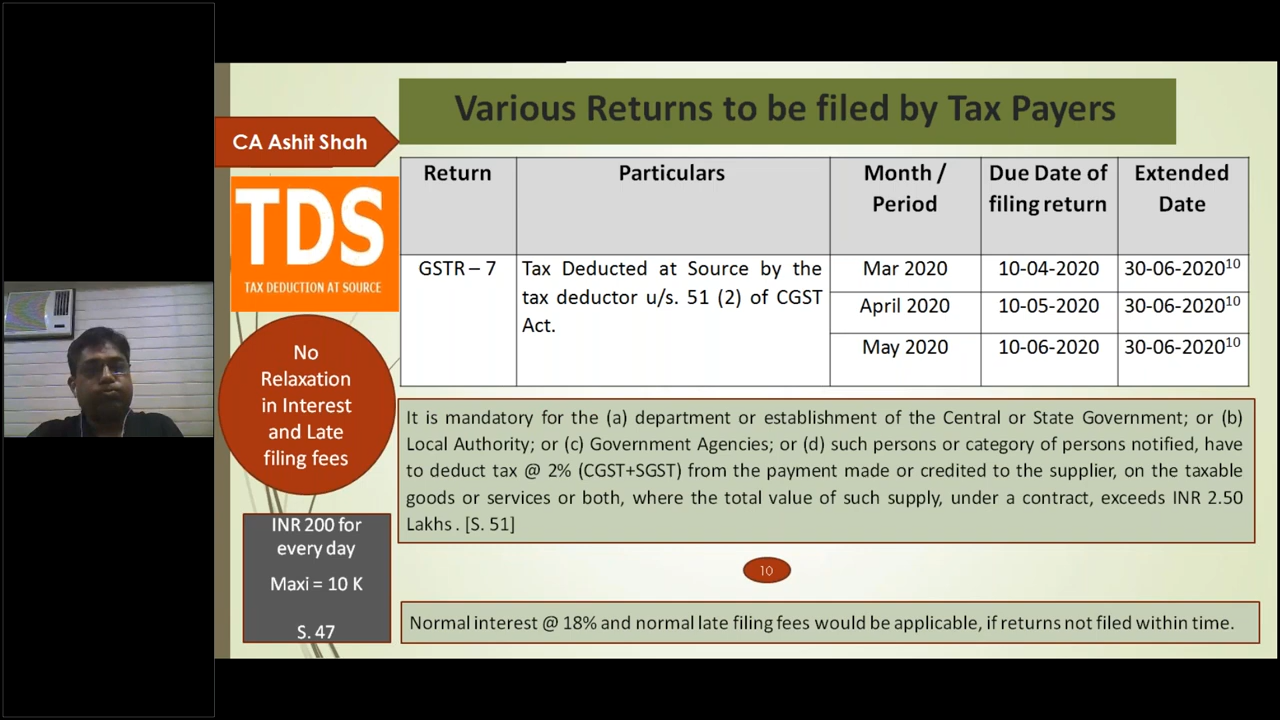 Various Returns to be filed by Tax Payers
CA Ashit Shah
TDS
TAX DEDUCTION AT SOURCE
No
Relaxation
in Interest
and Late
filing fees
INR 200 for
every day
Maxi = 10 K
S. 47
Return Particulars Month / Due Date of Extended
Period filing return Date
GSTR – 7 Tax Deducted at Source by the Mar 2020 10-04-2020 30-06-2020¹⁰
tax deductor u/s. 51 (2) of CGST April 2020 10-05-2020 30-06-2020¹⁰
Act. May 2020 10-06-2020 30-06-2020¹⁰
It is mandatory for the (a) department or establishment of the Central or State Government; or (b)
Local Authority; or (c) Government Agencies; or (d) such persons or category of persons notified, have
to deduct tax @ 2% (CGST+SGST) from the payment made or credited to the supplier, on the taxable
goods or services or both, where the total value of such supply, under a contract, exceeds INR 2.50
Lakhs . [S. 51]
10
Normal interest @ 18% and normal late filing fees would be applicable, if returns not filed within time.